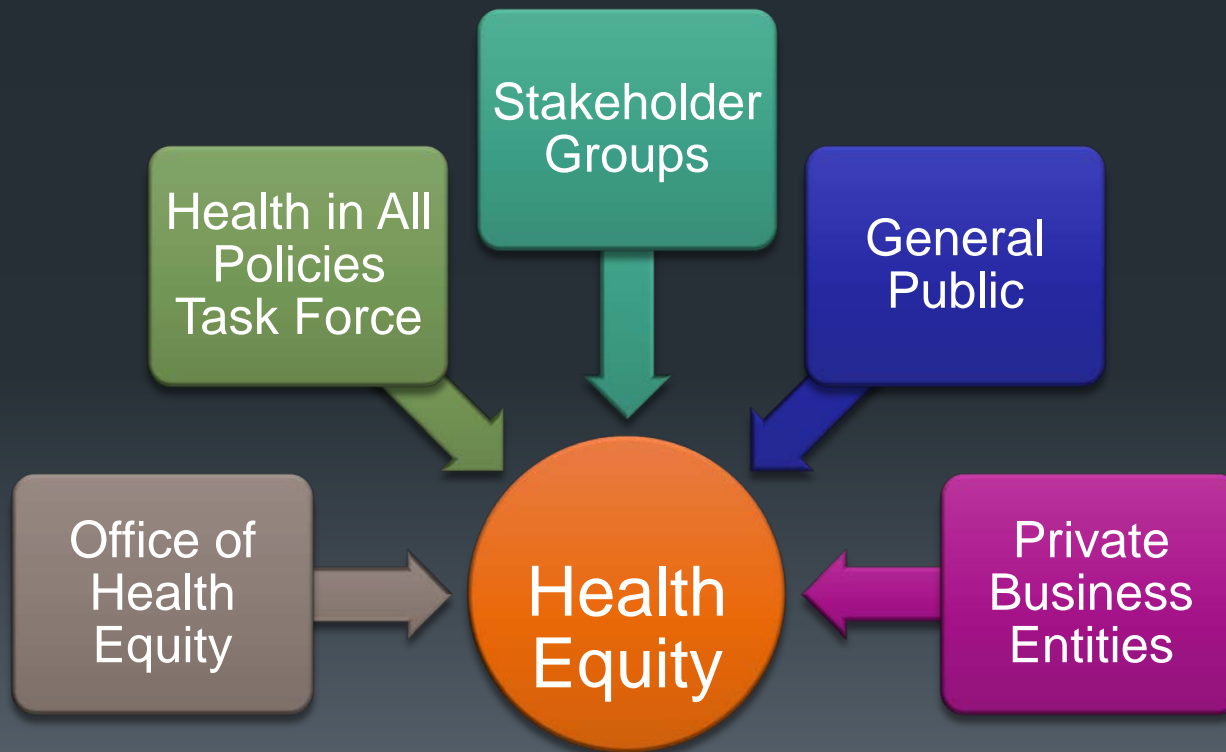 Stakeholder
Groups
Health in All
Policies
Task Force
General
Public
Office of
Health
Equity
Health
Equity
Private
Business
Entities